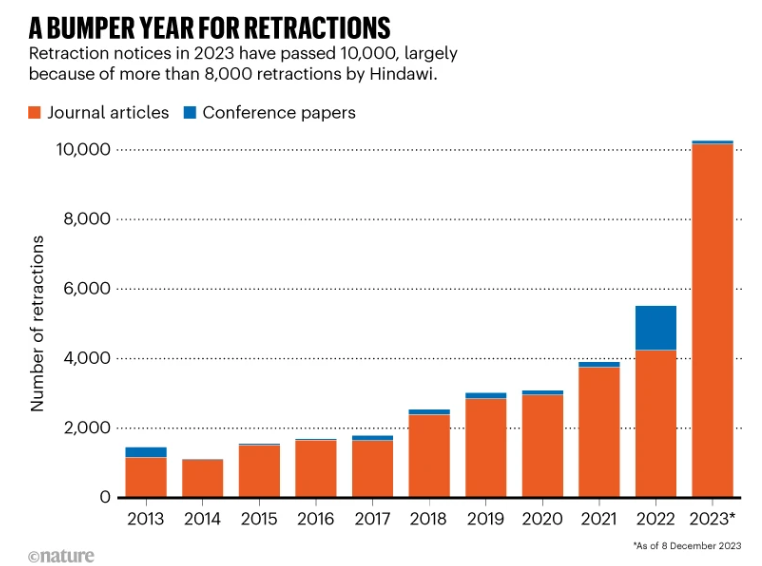 A BUMPER YEAR FOR RETRACTIONS
Retraction notices in 2023 have passed 10,000, largely
because of more than 8,000 retractions by Hindawi.
Journal articles Conference papers
10,000
8,000
6,000
4,000
2,000
0
Number of retractions
2013 2014 2015 2016 2017 2018 2019 2020 2021 2022 2023*
*As of 8 December 2023
©nature